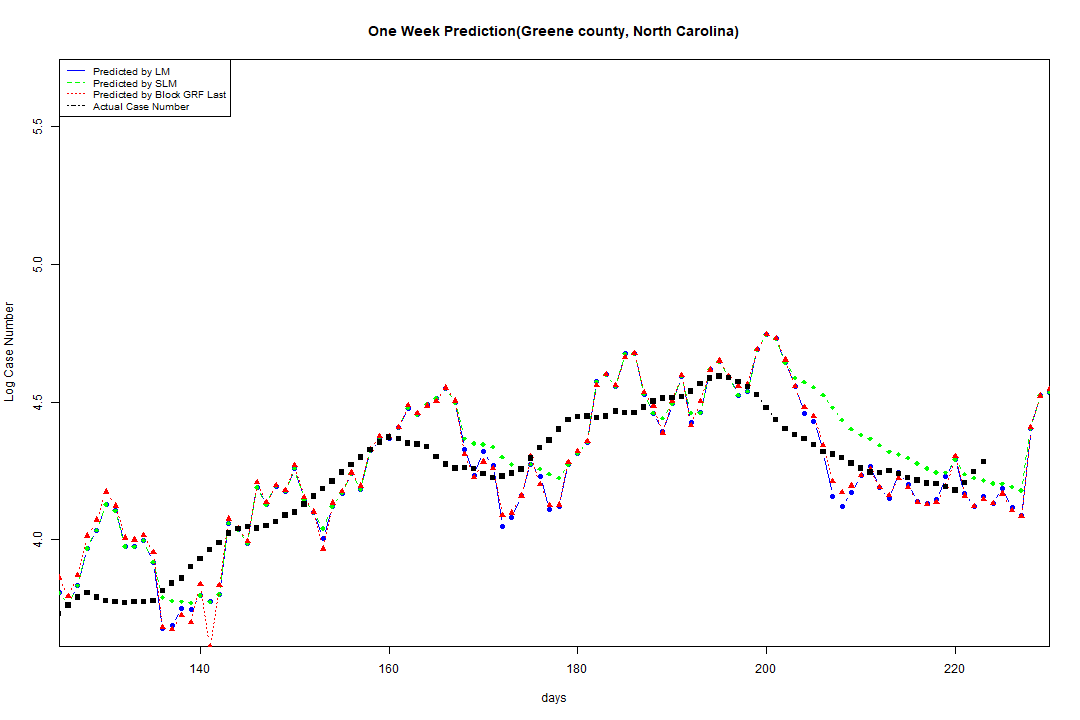 One Week Prediction(Greene county, North Carolina)
Predicted by LM
Predicted by SLM
Predicted by Block GRF Last
Actual Case Number
5.5
5.0
4.5
4.0
Log Case Number
140 160 180 200 220
days